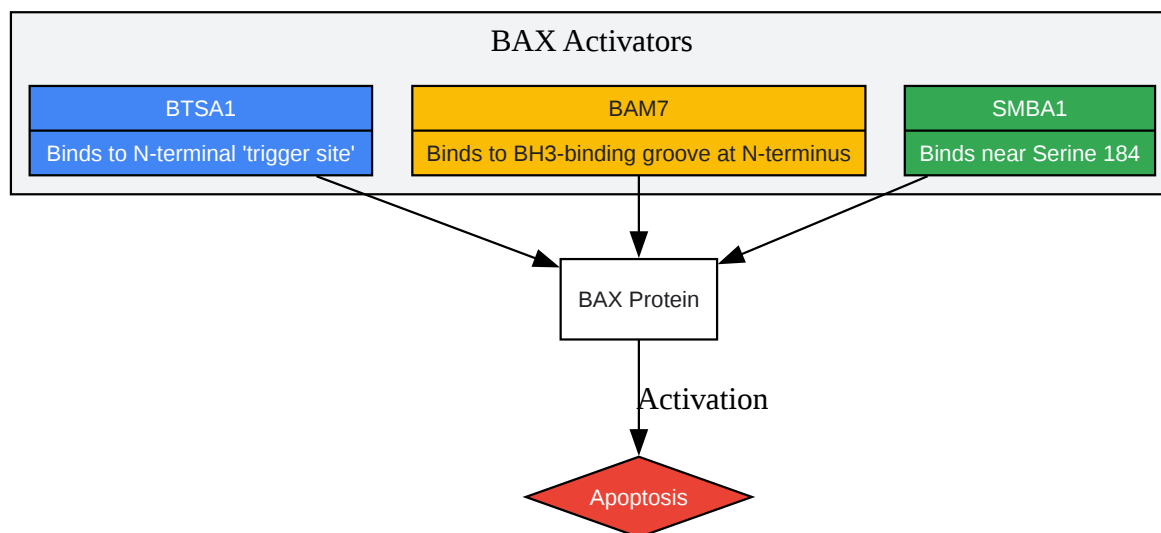 BAX Activators
BTSA1
Binds to N-terminal 'trigger site'
BAM7
Binds to BH3-binding groove at N-terminus
SMBA1
Binds near Serine 184
BAX Protein
Activation
Apoptosis